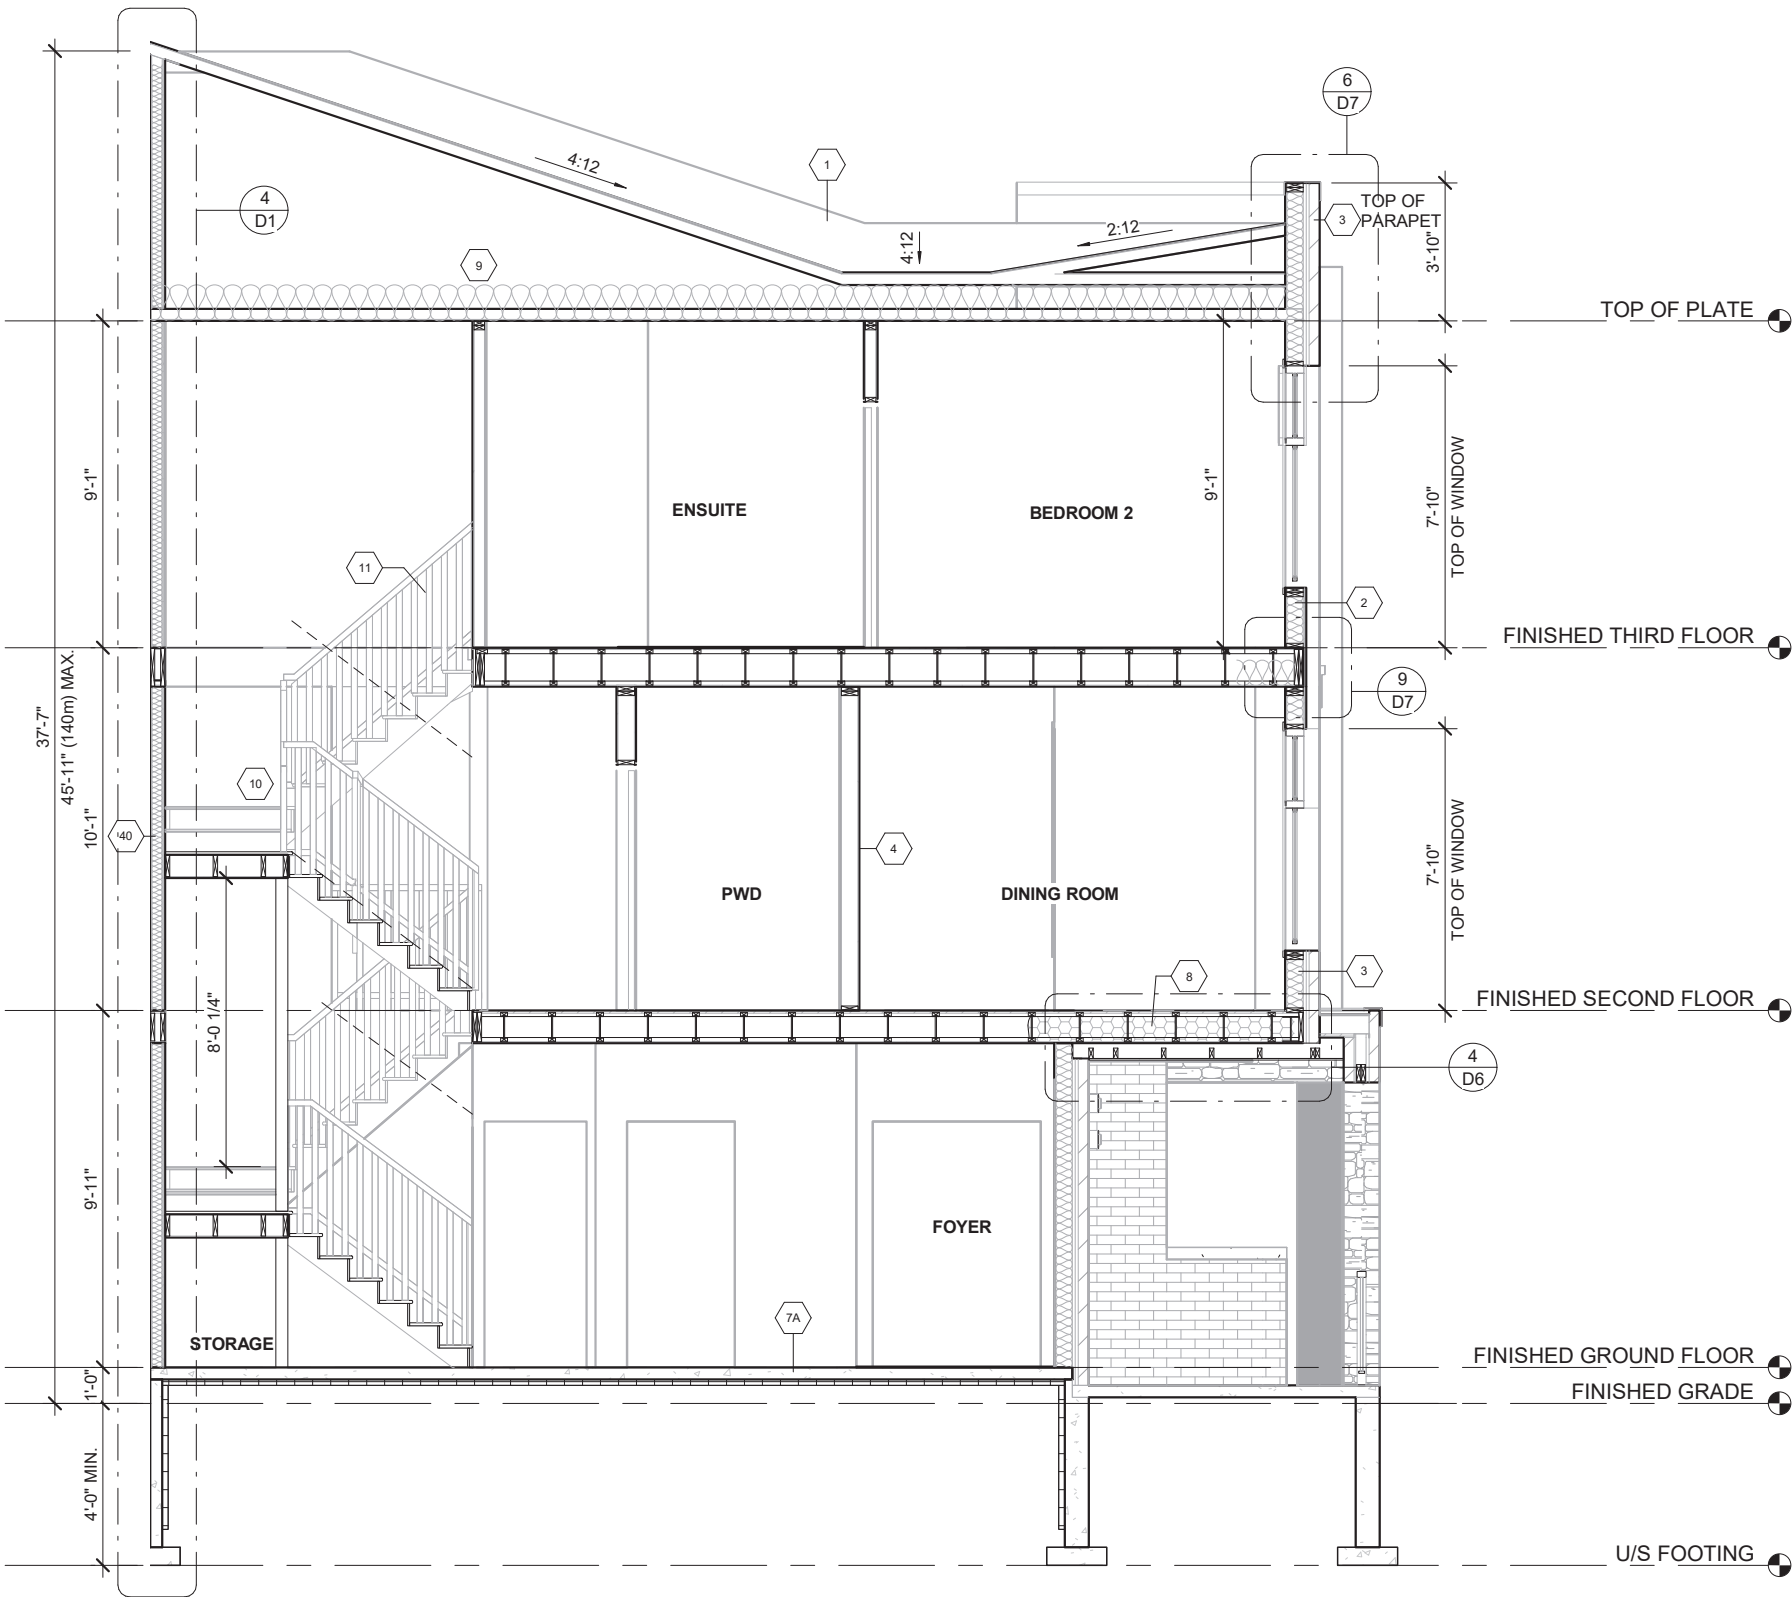 6
D7
4:12
1
4
D1
TOP OF
PARAPET
3
2:12
4:12
3'-10"
9
TOP OF PLATE
9'-1"
9'-1"
ENSUITE
BEDROOM 2
7'-10"
TOP OF WINDOW
11
2
FINISHED THIRD FLOOR
9
D7
37'-7"
45'-11" (140m) MAX.
10
10'-1"
40
4
PWD
DINING ROOM
7'-10"
TOP OF WINDOW
3
8
FINISHED SECOND FLOOR
8'-0 1/4"
4
D6
9'-11"
FOYER
7A
STORAGE
FINISHED GROUND FLOOR
1'-0"
FINISHED GRADE
4'-0" MIN.
U/S FOOTING